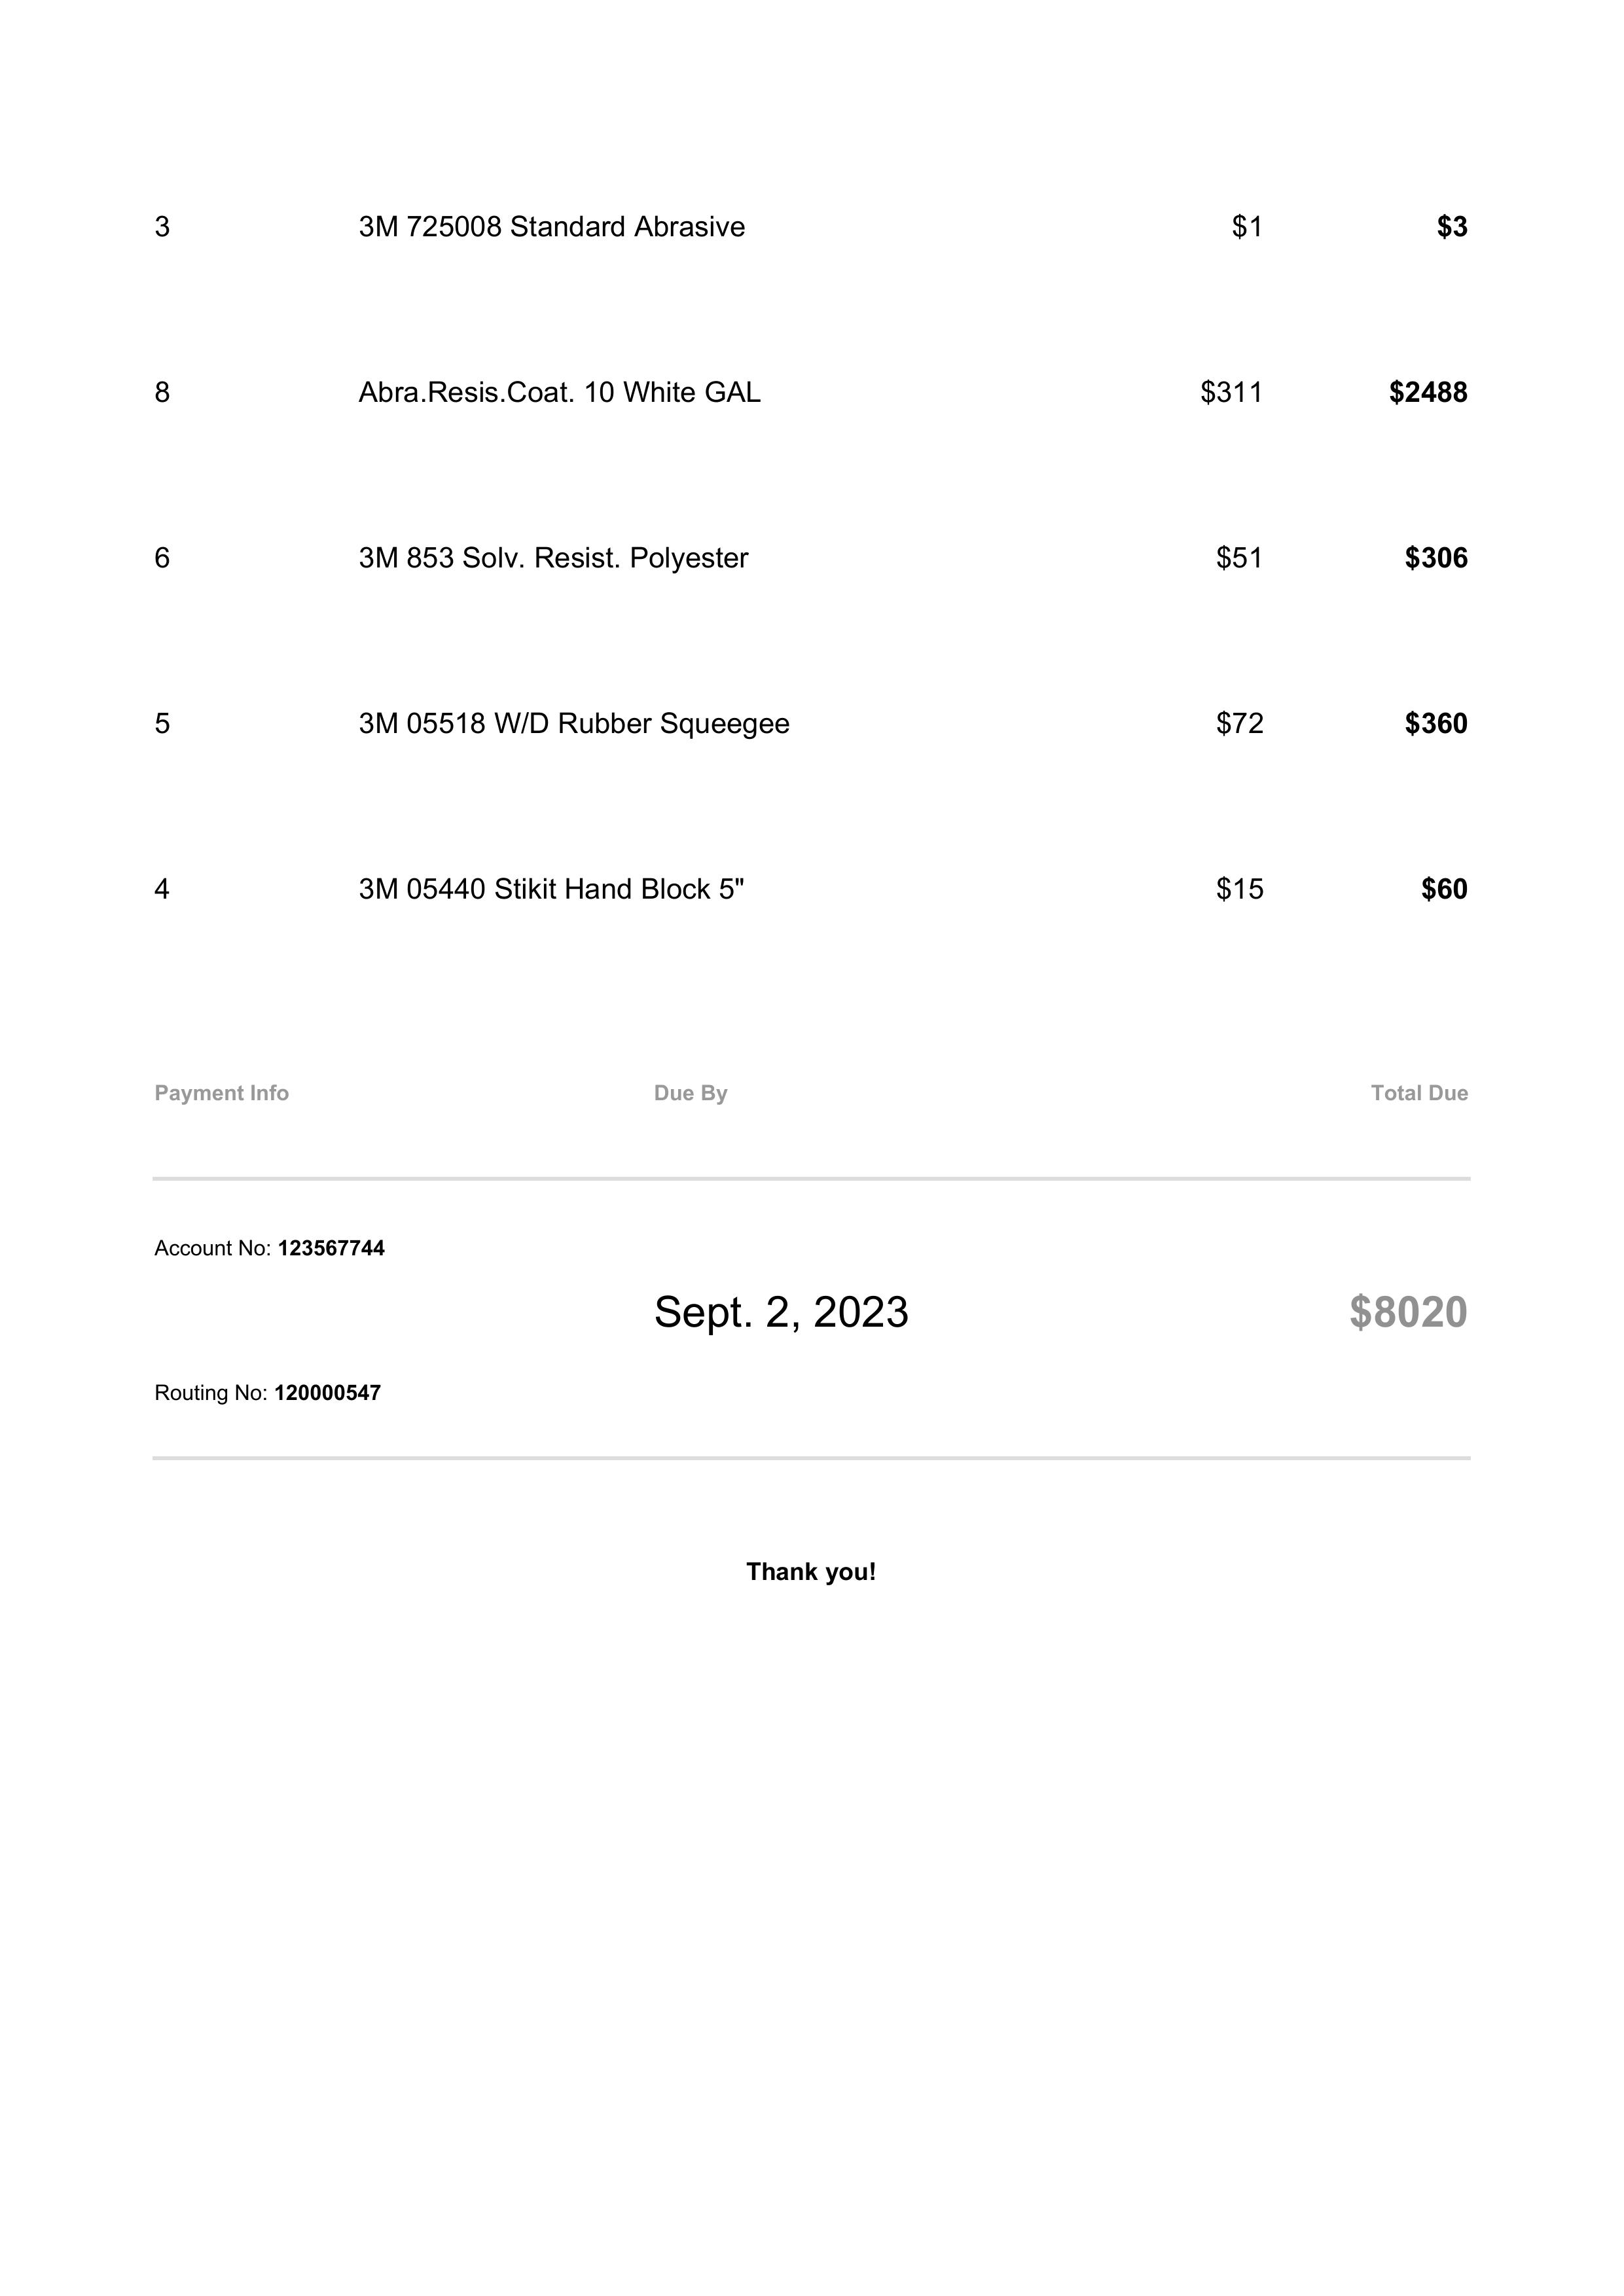 3 3M 725008 Standard Abrasive $1 $3
8 Abra.Resis.Coat. 10 White GAL $311 $2488
6 3M 853 Solv. Resist. Polyester $51 $306
5 3M 05518 W/D Rubber Squeegee $72 $360
4 3M 05440 Stikit Hand Block 5" $15 $60
Payment Info Due By Total Due
Account No: 123567744
Sept. 2, 2023 $8020
Routing No: 120000547
Thank you!